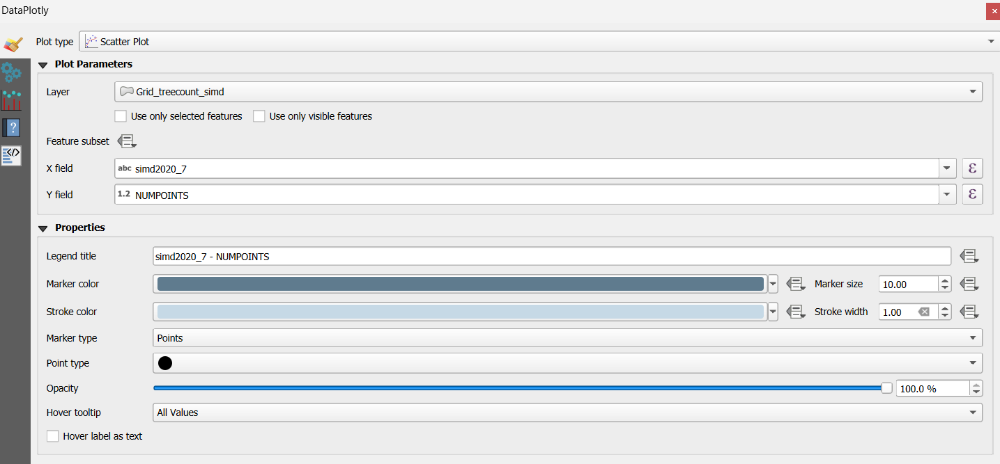 DataPlotly
Plot type Scatter Plot
Plot Parameters
Layer Grid_treecount_simd
Use only selected features Use only visible features
Feature subset
X field abc simd2020_7 ε
Y field 1.2 NUMPOINTS ε
Properties
Legend title simd2020_7 - NUMPOINTS
Marker color Marker size 10.00
Stroke color Stroke width 1.00
Marker type Points
Point type
Opacity 100.0 %
Hover tooltip All Values
Hover label as text